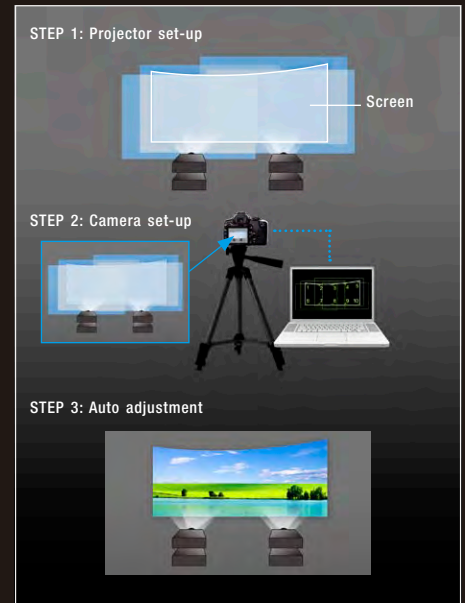 STEP 1: Projector set-up
Screen
STEP 2: Camera set-up
STEP 3: Auto adjustment